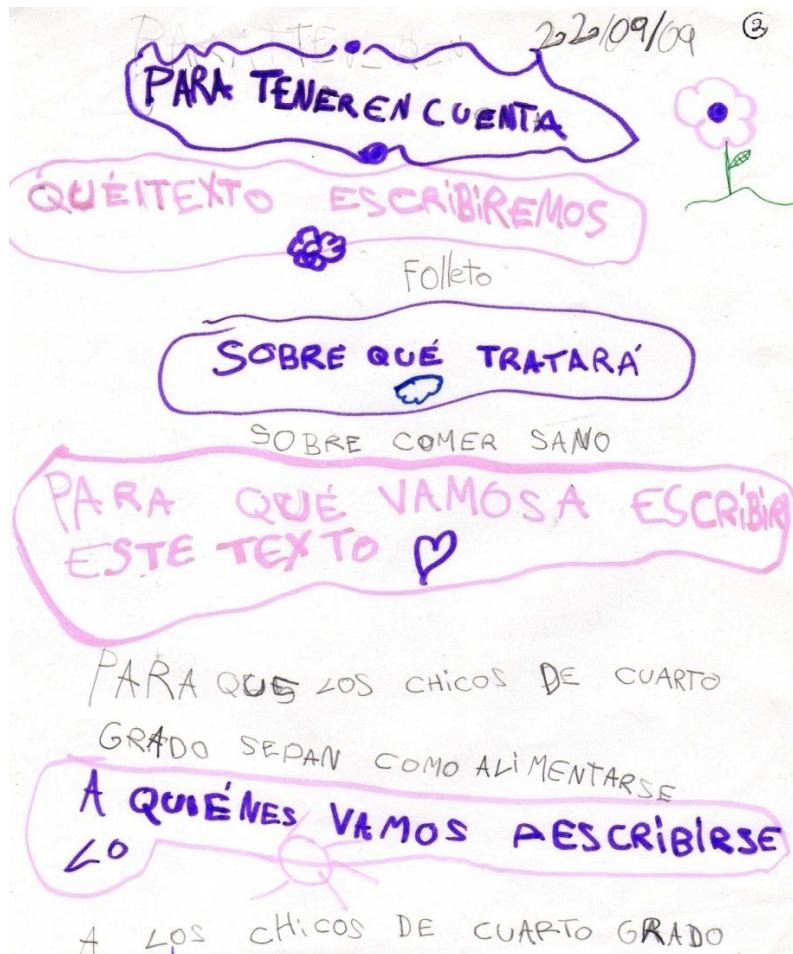 22/09/09 2
PARA TENER EN CUENTA
QUÉ TEXTO ESCRIBIREMOS
Folleto
SOBRE QUÉ TRATARÁ
SOBRE COMER SANO
PARA QUÉ VAMOS A ESCRIBIR
ESTE TEXTO
PARA QUE LOS CHICOS DE CUARTO
GRADO SEPAN COMO ALIMENTARSE
A QUIÉNES VAMOS A ESCRIBIRSE
LO
A LOS CHICOS DE CUARTO GRADO